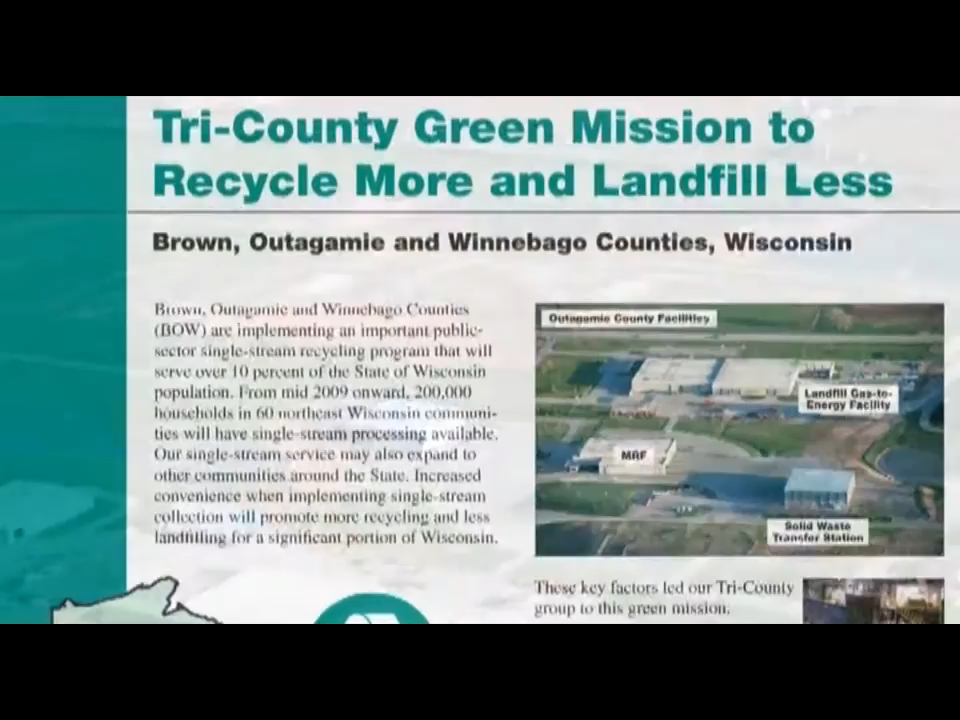 Tri-County Green Mission to
Recycle More and Landfill Less
Brown, Outagamie and Winnebago Counties, Wisconsin
Brown, Outagamie and Winnebago Counties
(BOW) are implementing an important public-
sector single-stream recycling program that will
serve over 10 percent of the State of Wisconsin
population. From mid 2009 onward, 200,000
households in 60 northeast Wisconsin communi-
ties will have single-stream processing available.
Our single-stream service may also expand to
other communities around the State. Increased
convenience when implementing single-stream
collection will promote more recycling and less
landfilling for a significant portion of Wisconsin.
Outagamie County Facilities
Landfill Gas-to-
Energy Facility
MRF
Solid Waste
Transfer Station
These key factors led our Tri-County
group to this green mission.